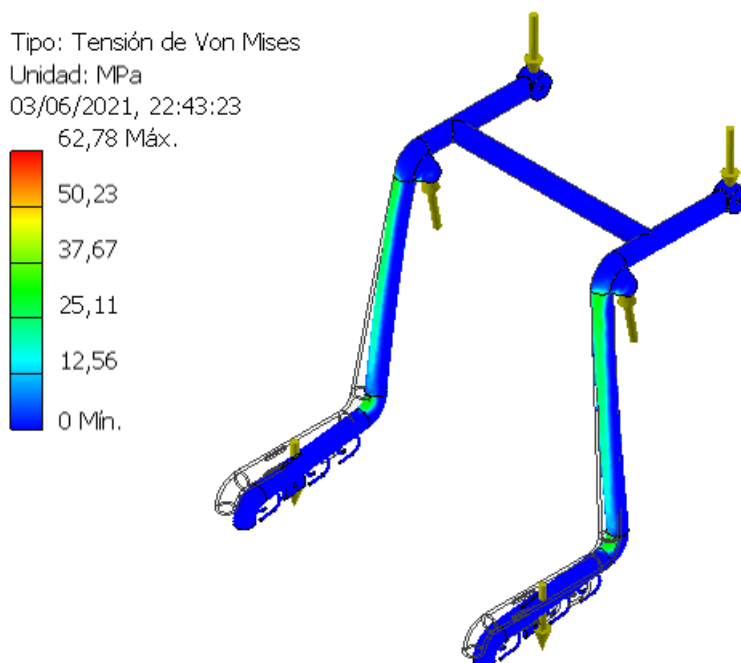 Tipo: Tensión de Von Mises
Unidad: MPa
03/06/2021, 22:43:23
62,78 Máx.
50,23
37,67
25,11
12,56
0 Mín.